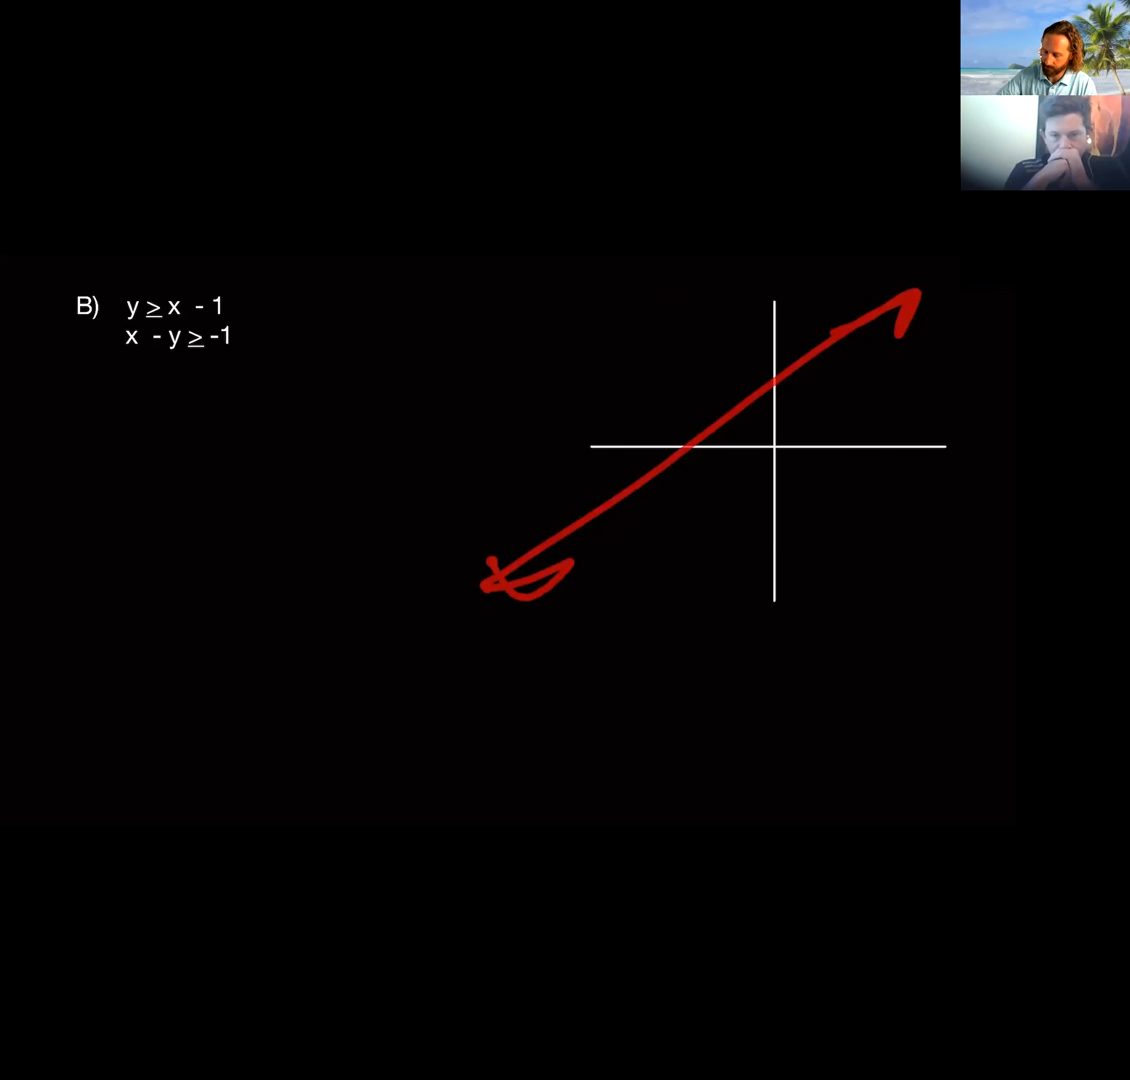 B) y ≥ x - 1
x - y ≥ -1